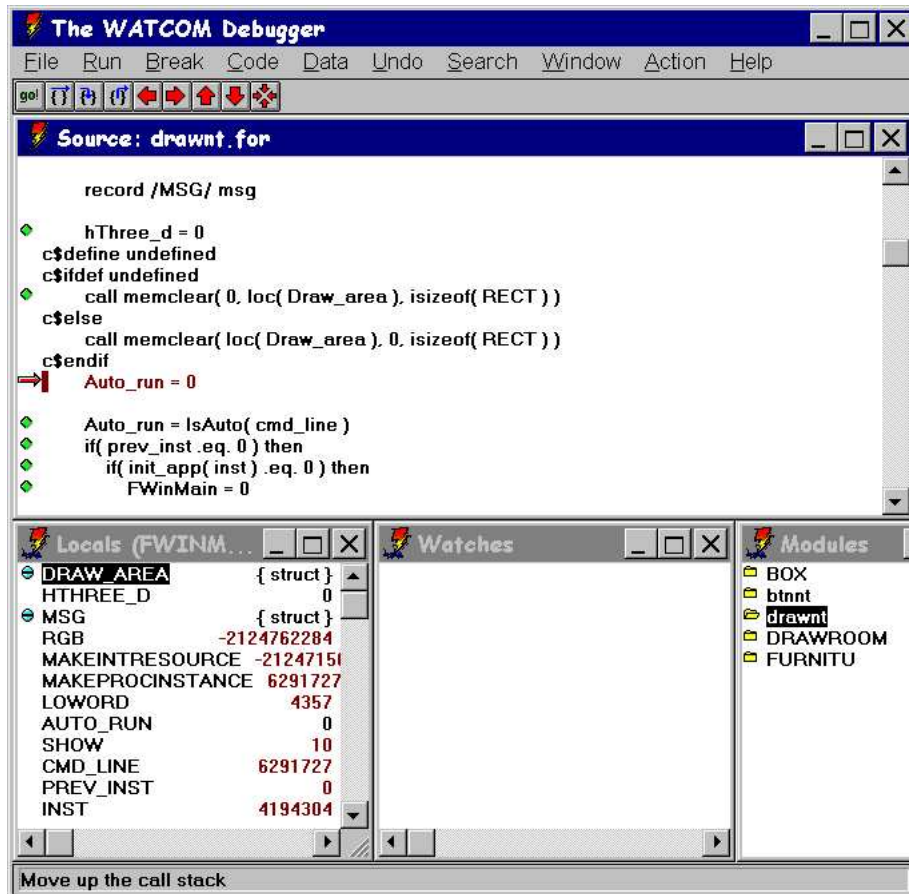 The WATCOM Debugger
File Run Break Code Data Undo Search Window Action Help
go!
Source: drawnt.for
record /MSG/ msg
hThree_d = 0
c$define undefined
c$ifdef undefined
call memclear( 0, loc( Draw_area ), isizeof( RECT ) )
c$else
call memclear( loc( Draw_area ), 0, isizeof( RECT ) )
c$endif
Auto_run = 0
Auto_run = IsAuto( cmd_line )
if( prev_inst .eq. 0 ) then
if( init_app( inst ) .eq. 0 ) then
FWinMain = 0
Locals (FWINM...
DRAW_AREA { struct }
HTHREE_D 0
MSG { struct }
RGB -2124762284
MAKEINTRESOURCE -2124715
MAKEPROCINSTANCE 6291727
LOWORD 4357
AUTO_RUN 0
SHOW 10
CMD_LINE 6291727
PREV_INST 0
INST 4194304
Watches
Modules
BOX
btnnt
drawnt
DRAWROOM
FURNITU
Move up the call stack